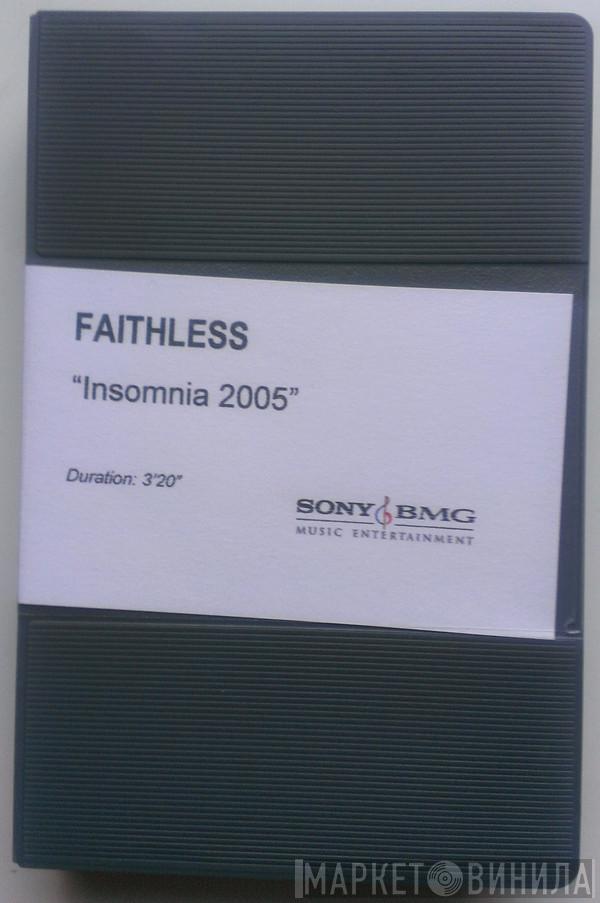 FAITHLESS
“Insomnia 2005”
Duration: 3'20"
SONY BMG
MUSIC ENTERTAINMENT
МАРКЕТ ВИНИЛА